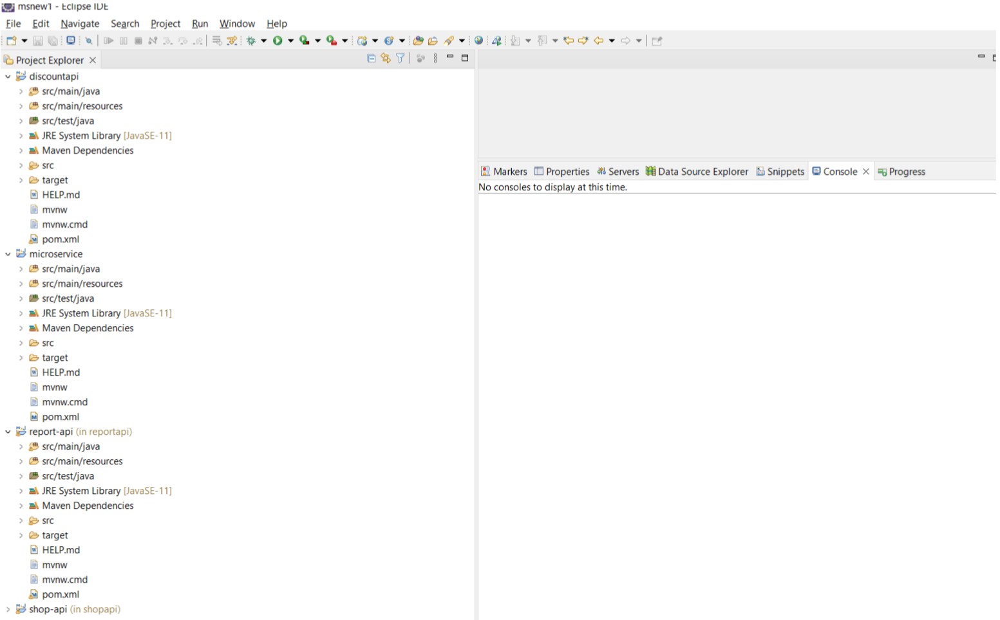 msnew1 - Eclipse IDE
File Edit Navigate Search Project Run Window Help
Project Explorer
discountapi
src/main/java
src/main/resources
src/test/java
JRE System Library [JavaSE-11]
Maven Dependencies
src
target
HELP.md
mvnw
mvnw.cmd
pom.xml
microservice
src/main/java
src/main/resources
src/test/java
JRE System Library [JavaSE-11]
Maven Dependencies
src
target
HELP.md
mvnw
mvnw.cmd
pom.xml
report-api (in reportapi)
src/main/java
src/main/resources
src/test/java
JRE System Library [JavaSE-11]
Maven Dependencies
src
target
HELP.md
mvnw
mvnw.cmd
pom.xml
shop-api (in shopapi)
Markers Properties Servers Data Source Explorer Snippets Console Progress
No consoles to display at this time.